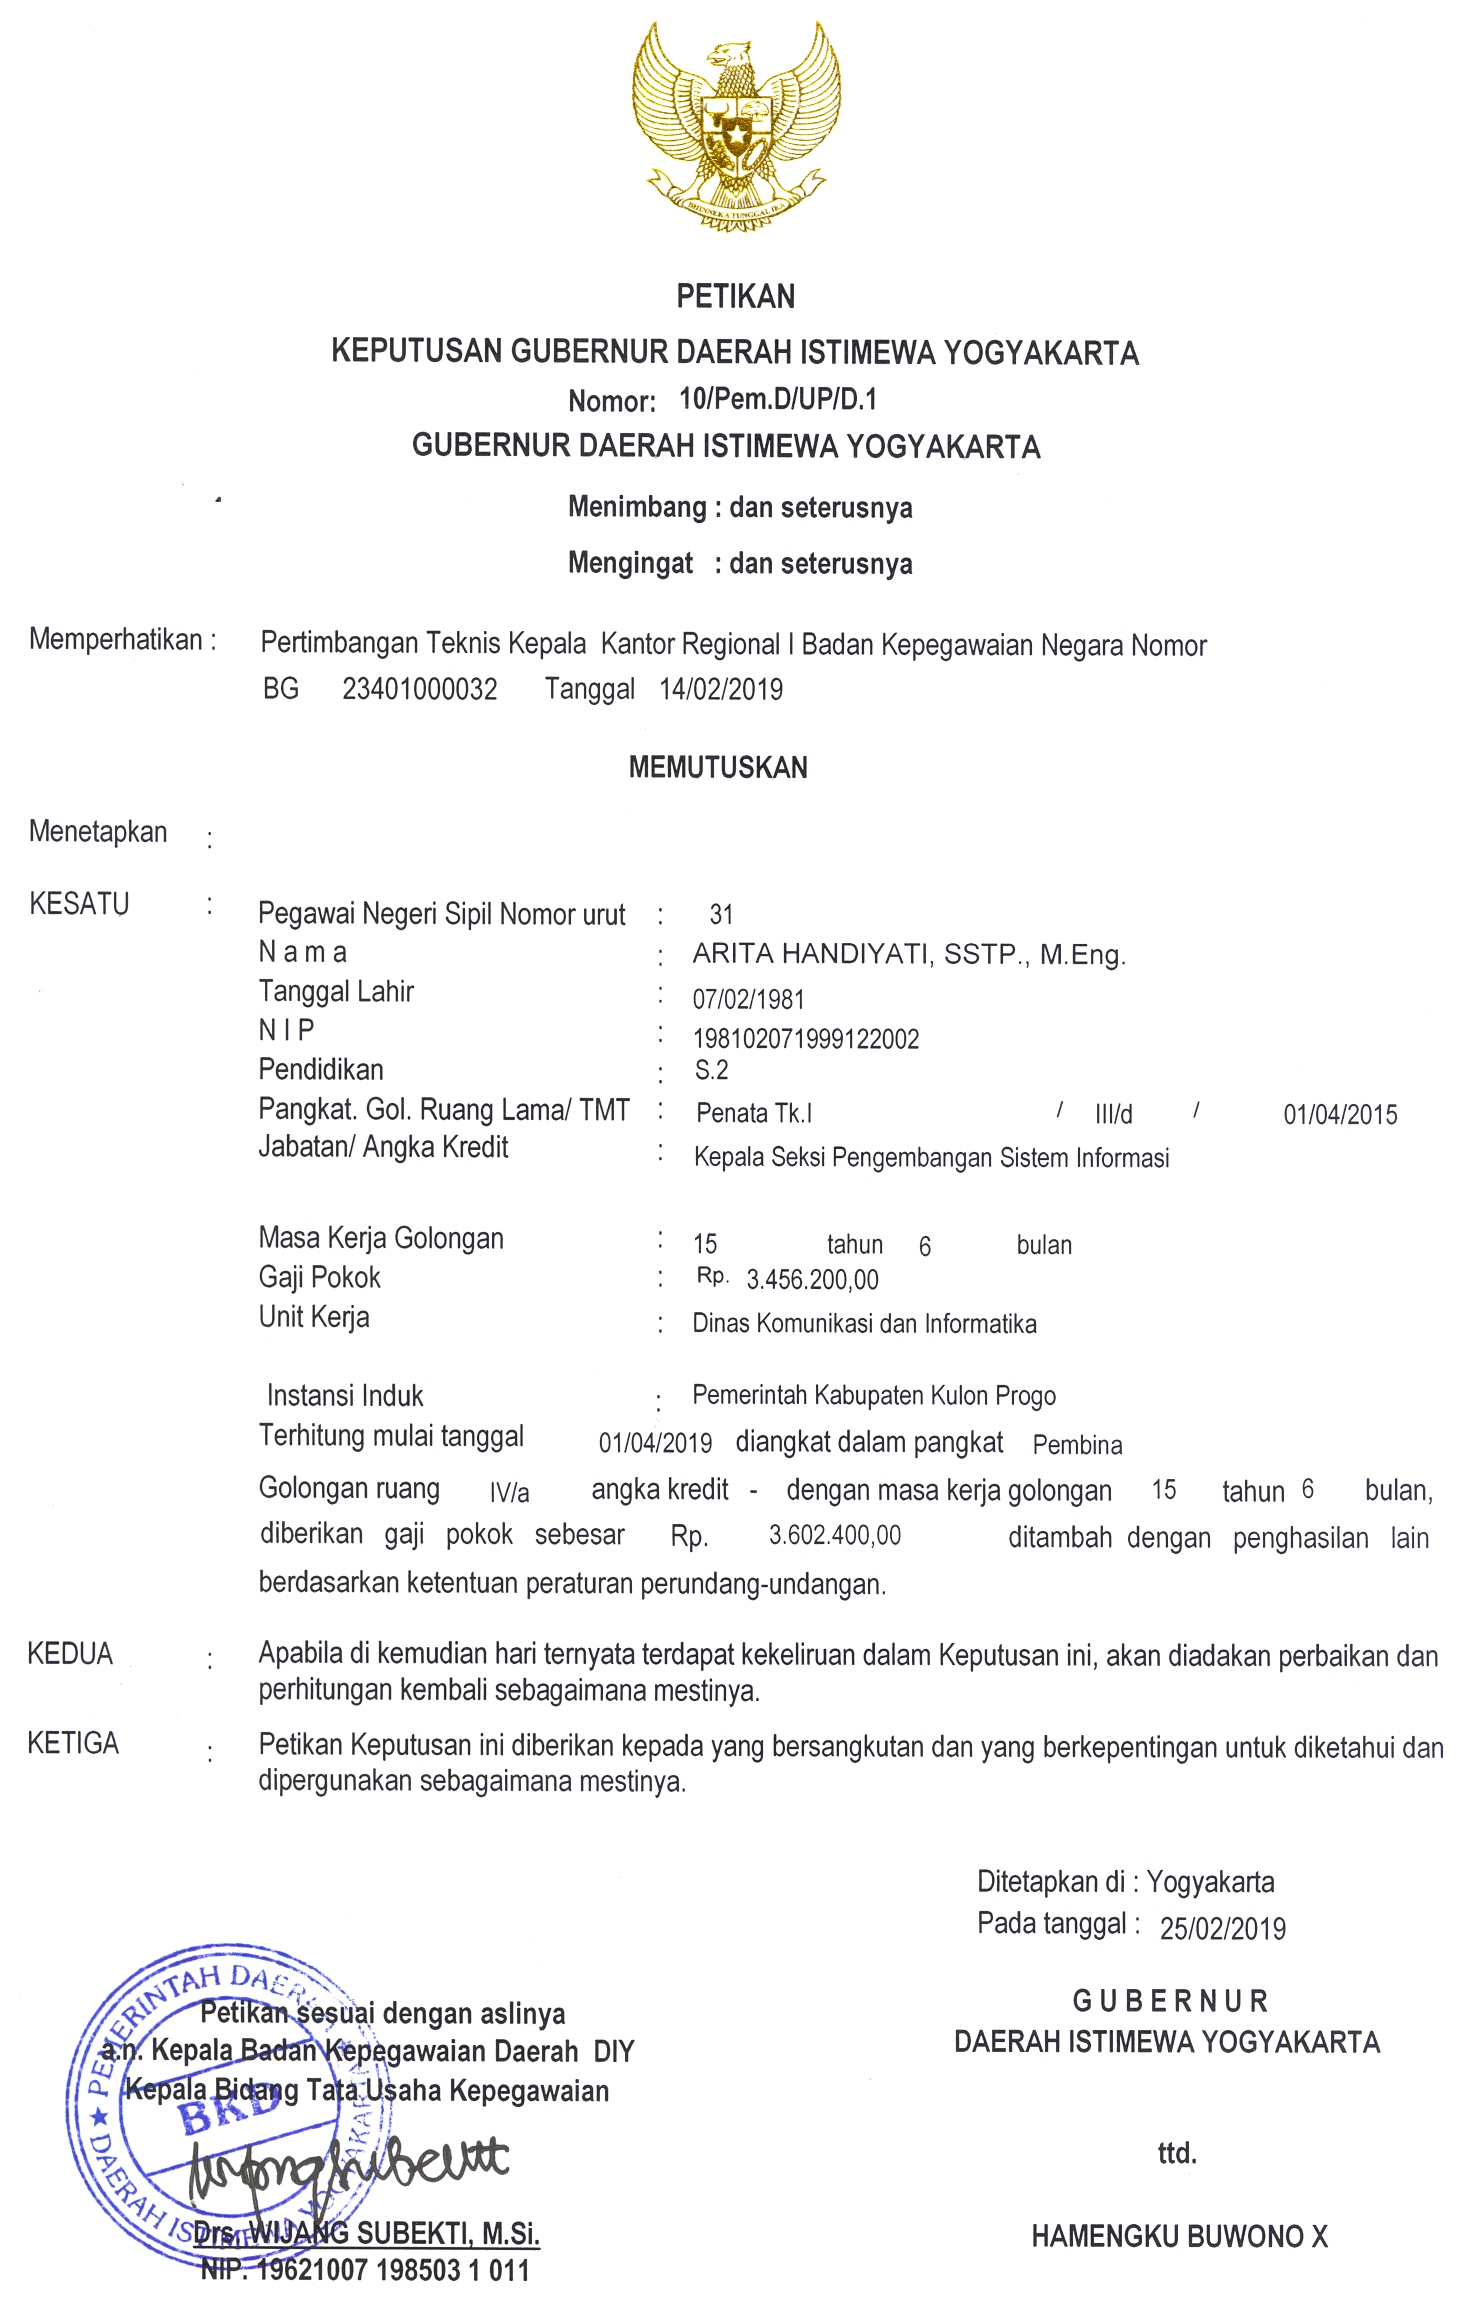 BHINNEKA TUNGGAL IKA
PETIKAN
KEPUTUSAN GUBERNUR DAERAH ISTIMEWA YOGYAKARTA
Nomor: 10/Pem.D/UP/D.1
GUBERNUR DAERAH ISTIMEWA YOGYAKARTA
Menimbang : dan seterusnya
Mengingat : dan seterusnya
Memperhatikan : Pertimbangan Teknis Kepala Kantor Regional I Badan Kepegawaian Negara Nomor
BG 23401000032 Tanggal 14/02/2019
MEMUTUSKAN
Menetapkan :
KESATU : Pegawai Negeri Sipil Nomor urut : 31
N a m a : ARITA HANDIYATI, SSTP., M.Eng.
Tanggal Lahir : 07/02/1981
N I P : 198102071999122002
Pendidikan : S.2
Pangkat. Gol. Ruang Lama/ TMT : Penata Tk.I / III/d / 01/04/2015
Jabatan/ Angka Kredit : Kepala Seksi Pengembangan Sistem Informasi
Masa Kerja Golongan : 15 tahun 6 bulan
Gaji Pokok : Rp. 3.456.200,00
Unit Kerja : Dinas Komunikasi dan Informatika
Instansi Induk : Pemerintah Kabupaten Kulon Progo
Terhitung mulai tanggal 01/04/2019 diangkat dalam pangkat Pembina
Golongan ruang IV/a angka kredit - dengan masa kerja golongan 15 tahun 6 bulan,
diberikan gaji pokok sebesar Rp. 3.602.400,00 ditambah dengan penghasilan lain
berdasarkan ketentuan peraturan perundang-undangan.
KEDUA : Apabila di kemudian hari ternyata terdapat kekeliruan dalam Keputusan ini, akan diadakan perbaikan dan
perhitungan kembali sebagaimana mestinya.
KETIGA : Petikan Keputusan ini diberikan kepada yang bersangkutan dan yang berkepentingan untuk diketahui dan
dipergunakan sebagaimana mestinya.
Ditetapkan di : Yogyakarta
Pada tanggal : 25/02/2019
G U B E R N U R
DAERAH ISTIMEWA YOGYAKARTA
ttd.
HAMENGKU BUWONO X
Petikan sesuai dengan aslinya
a.n. Kepala Badan Kepegawaian Daerah DIY
Kepala Bidang Tata Usaha Kepegawaian
Drs. WIJANG SUBEKTI, M.Si.
NIP. 19621007 198503 1 011
PEMERINTAH DAERAH
DAERAH ISTIMEWA YOGYAKARTA
BKD